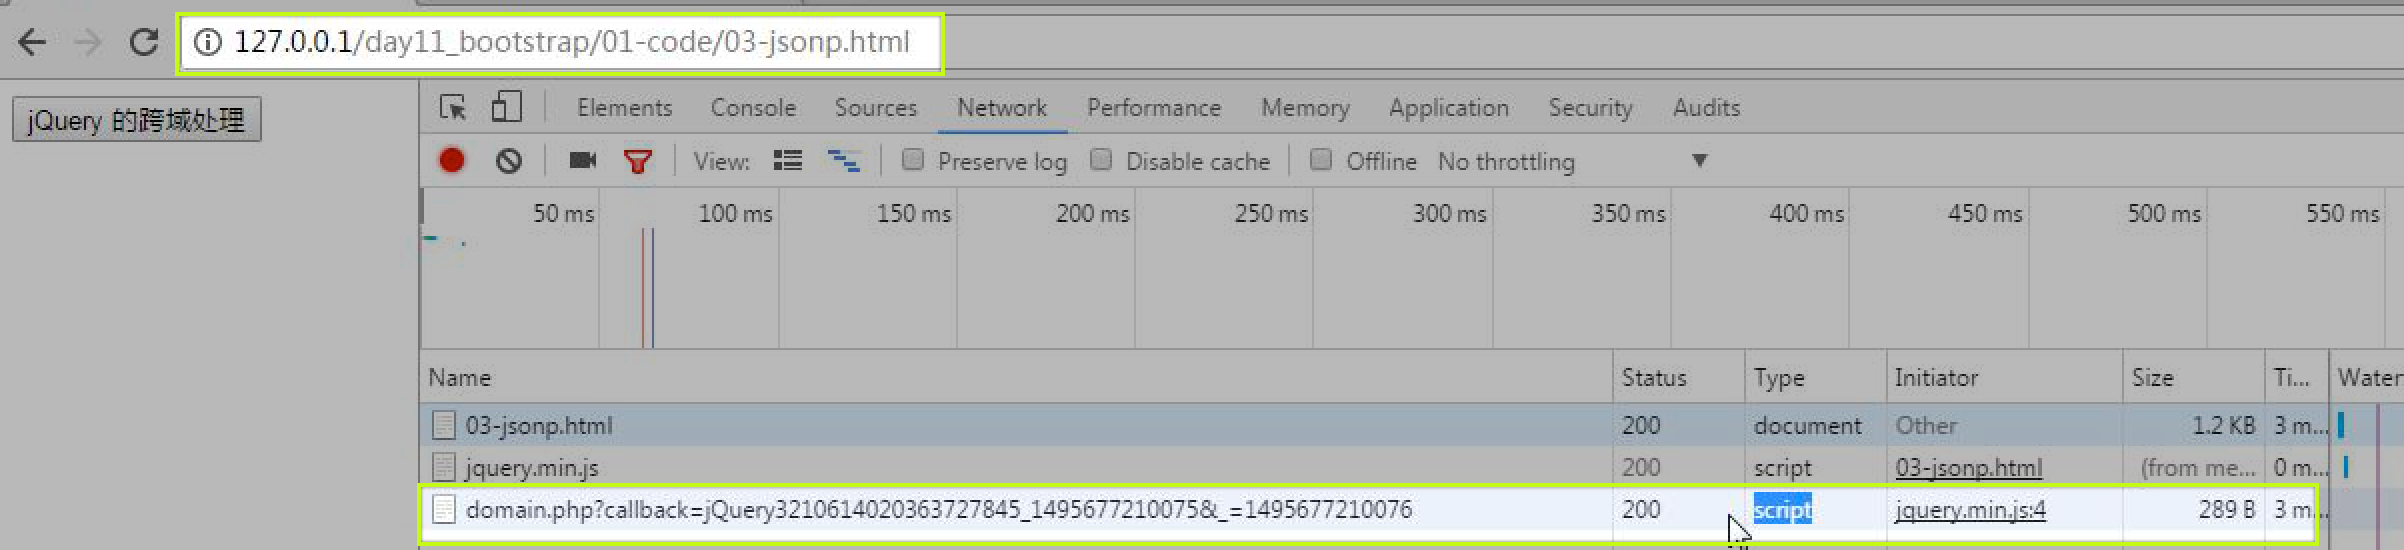 127.0.0.1/day11_bootstrap/01-code/03-jsonp.html
jQuery 的跨域处理
Elements Console Sources Network Performance Memory Application Security Audits
View: Preserve log Disable cache Offline No throttling
50 ms 100 ms 150 ms 200 ms 250 ms 300 ms 350 ms 400 ms 450 ms 500 ms 550 ms
Name Status Type Initiator Size Ti... Water
03-jsonp.html 200 document Other 1.2 KB 3 m...
jquery.min.js 200 script 03-jsonp.html (from me... 0 m...
domain.php?callback=jQuery3210614020363727845_1495677210075&_=1495677210076 200 script jquery.min.js:4 289 B 3 m...